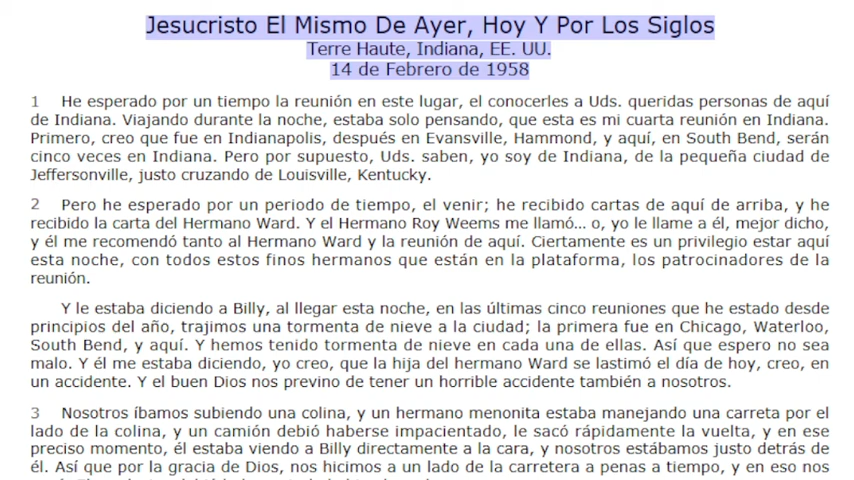 Jesucristo El Mismo De Ayer, Hoy Y Por Los Siglos
Terre Haute, Indiana, EE. UU.
14 de Febrero de 1958
1 He esperado por un tiempo la reunión en este lugar, el conocerles a Uds. queridas personas de aquí
de Indiana. Viajando durante la noche, estaba solo pensando, que esta es mi cuarta reunión en Indiana.
Primero, creo que fue en Indianapolis, después en Evansville, Hammond, y aquí, en South Bend, serán
cinco veces en Indiana. Pero por supuesto, Uds. saben, yo soy de Indiana, de la pequeña ciudad de
Jeffersonville, justo cruzando de Louisville, Kentucky.
2 Pero he esperado por un periodo de tiempo, el venir; he recibido cartas de aquí de arriba, y he
recibido la carta del Hermano Ward. Y el Hermano Roy Weems me llamó... o, yo le llame a él, mejor dicho,
y él me recomendó tanto al Hermano Ward y la reunión de aquí. Ciertamente es un privilegio estar aquí
esta noche, con todos estos finos hermanos que están en la plataforma, los patrocinadores de la
reunión.
Y le estaba diciendo a Billy, al llegar esta noche, en las últimas cinco reuniones que he estado desde
principios del año, trajimos una tormenta de nieve a la ciudad; la primera fue en Chicago, Waterloo,
South Bend, y aquí. Y hemos tenido tormenta de nieve en cada una de ellas. Así que espero no sea
malo. Y él me estaba diciendo, yo creo, que la hija del hermano Ward se lastimó el día de hoy, creo, en
un accidente. Y el buen Dios nos previno de tener un horrible accidente también a nosotros.
3 Nosotros íbamos subiendo una colina, y un hermano menonita estaba manejando una carreta por el
lado de la colina, y un camión debió haberse impacientado, le sacó rápidamente la vuelta, y en ese
preciso momento, él estaba viendo a Billy directamente a la cara, y nosotros estábamos justo detrás de
él. Así que por la gracia de Dios, nos hicimos a un lado de la carretera a penas a tiempo, y en eso nos